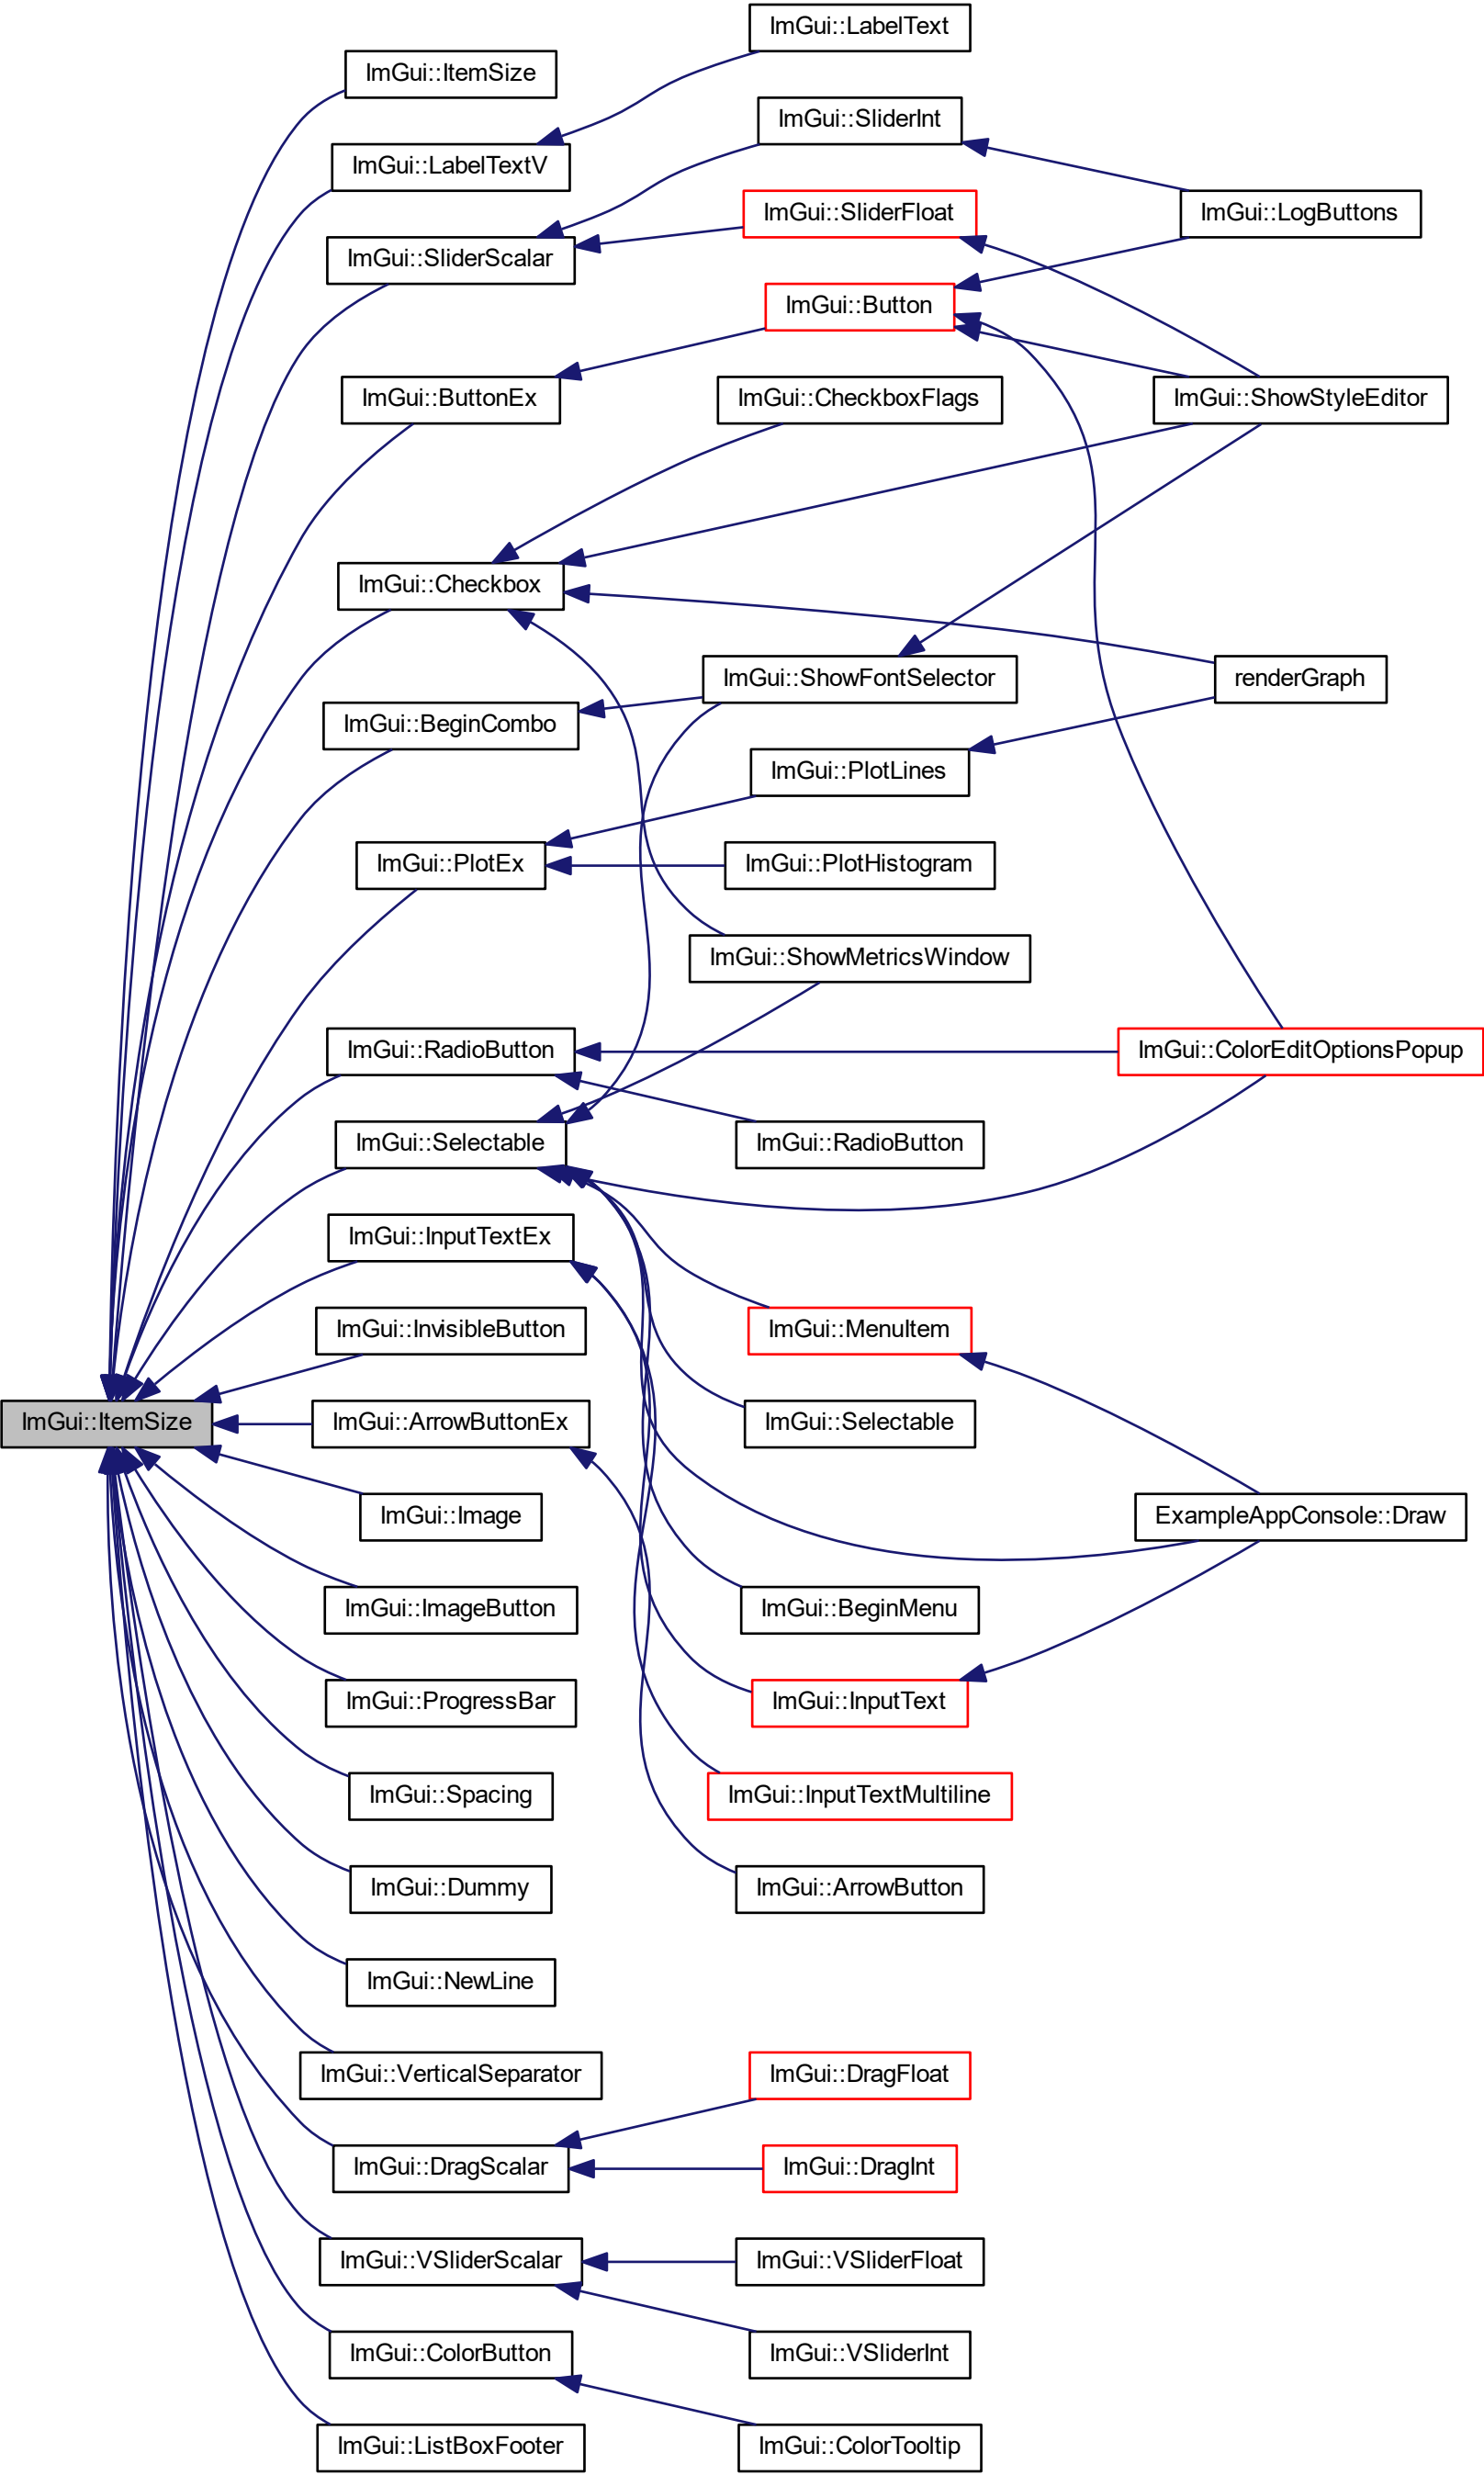 ImGui::LabelText
ImGui::ItemSize
ImGui::SliderInt
ImGui::LabelTextV
ImGui::SliderFloat
ImGui::LogButtons
ImGui::SliderScalar
ImGui::Button
ImGui::ButtonEx
ImGui::CheckboxFlags
ImGui::ShowStyleEditor
ImGui::Checkbox
ImGui::ShowFontSelector
renderGraph
ImGui::BeginCombo
ImGui::PlotLines
ImGui::PlotEx
ImGui::PlotHistogram
ImGui::ShowMetricsWindow
ImGui::RadioButton
ImGui::ColorEditOptionsPopup
ImGui::Selectable
ImGui::RadioButton
ImGui::InputTextEx
ImGui::InvisibleButton
ImGui::MenuItem
ImGui::ItemSize
ImGui::ArrowButtonEx
ImGui::Selectable
ImGui::Image
ExampleAppConsole::Draw
ImGui::ImageButton
ImGui::BeginMenu
ImGui::ProgressBar
ImGui::InputText
ImGui::Spacing
ImGui::InputTextMultiline
ImGui::Dummy
ImGui::ArrowButton
ImGui::NewLine
ImGui::VerticalSeparator
ImGui::DragFloat
ImGui::DragScalar
ImGui::DragInt
ImGui::VSliderScalar
ImGui::VSliderFloat
ImGui::ColorButton
ImGui::VSliderInt
ImGui::ListBoxFooter
ImGui::ColorTooltip